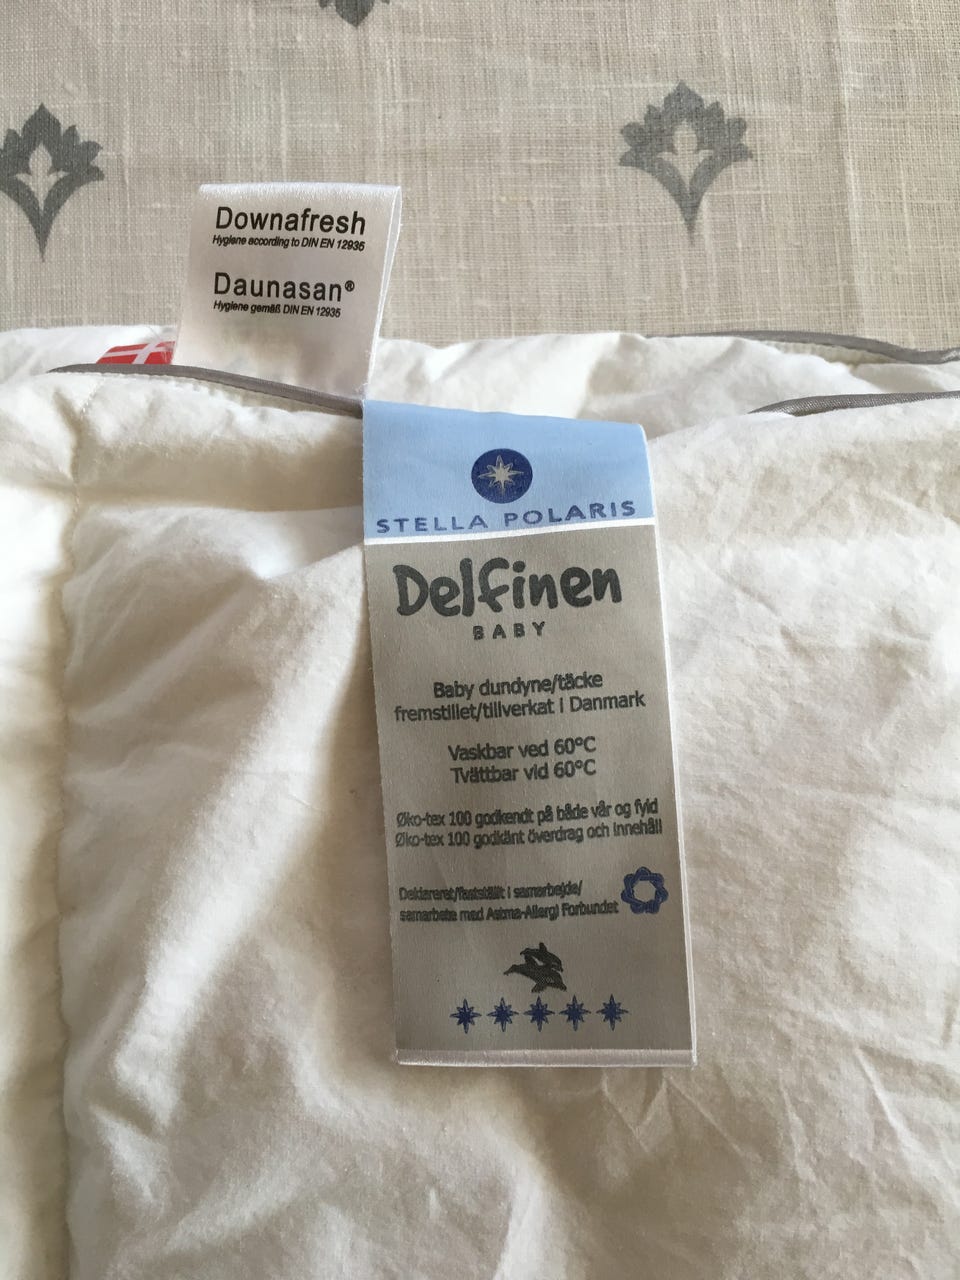 Downafresh
Hygiene according to DIN EN 12935
Daunasan®
Hygiene gemäß DIN EN 12935
STELLA POLARIS
Delfinen
BABY
Baby dundyne/täcke
fremstillet/tillverkat i Danmark
Vaskbar ved 60°C
Tvättbar vid 60°C
Øko-tex 100 godkendt på både vår og fyld
Øko-tex 100 godkänt överdrag och innehåll
Deklareret/fastställt i samarbejde/
samarbete med Astma-Allergi Forbundet